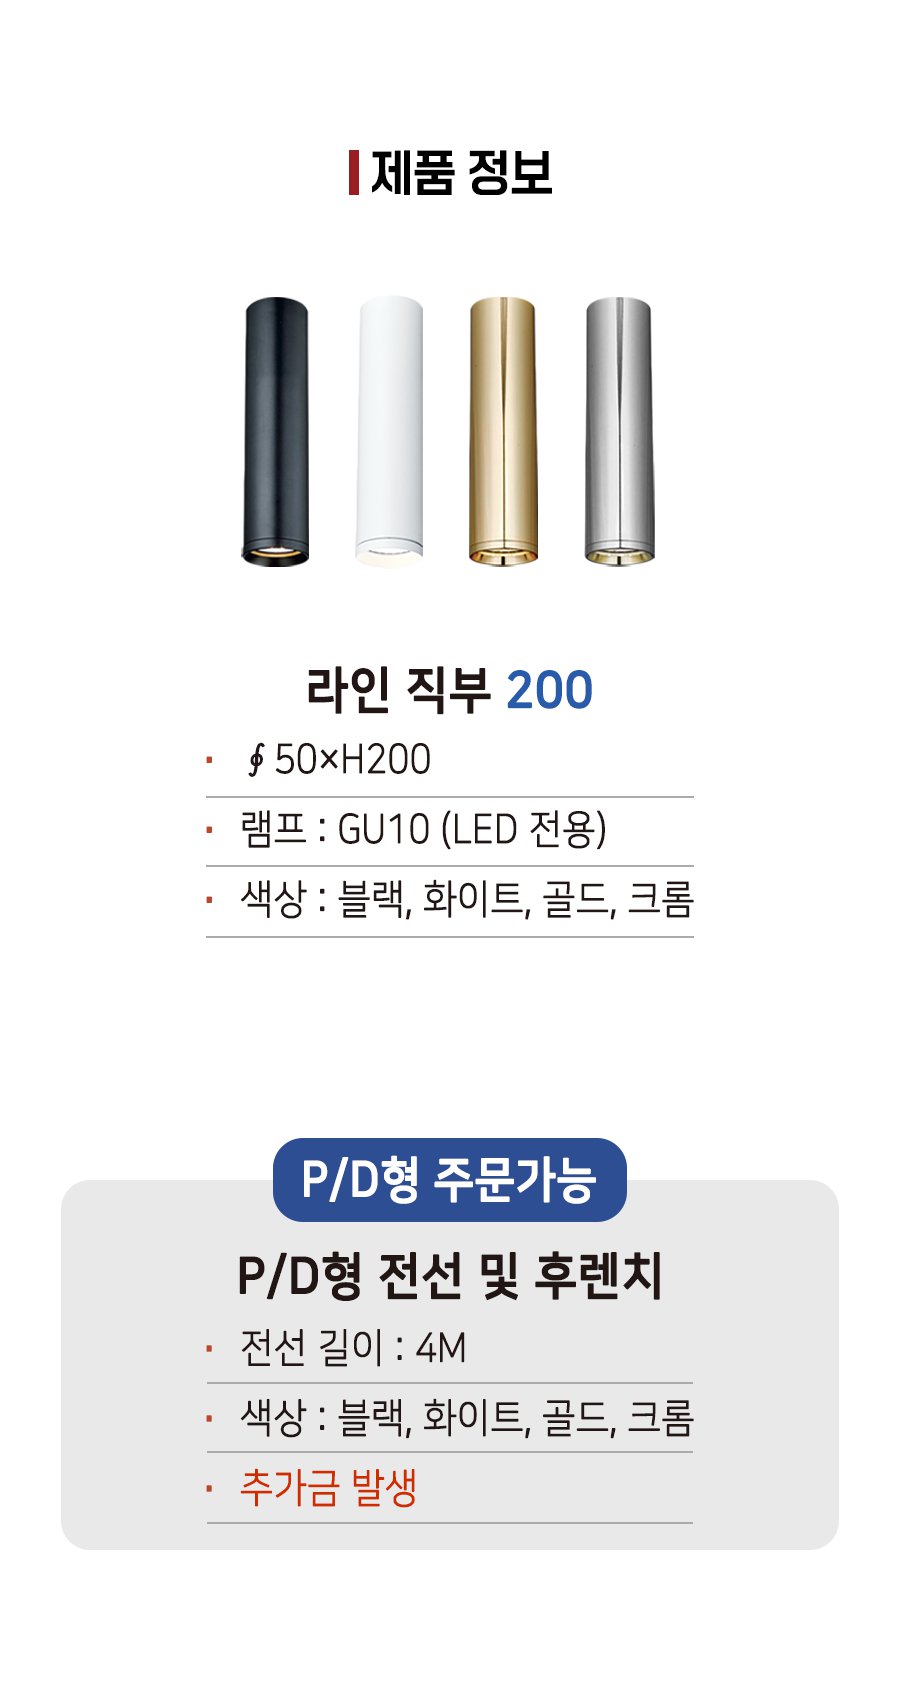 제품 정보
라인 직부 200
· ∮ 50×H200
· 램프 : GU10 (LED 전용)
· 색상 : 블랙, 화이트, 골드, 크롬
P/D형 주문가능
P/D형 전선 및 후렌치
· 전선 길이 : 4M
· 색상 : 블랙, 화이트, 골드, 크롬
· 추가금 발생